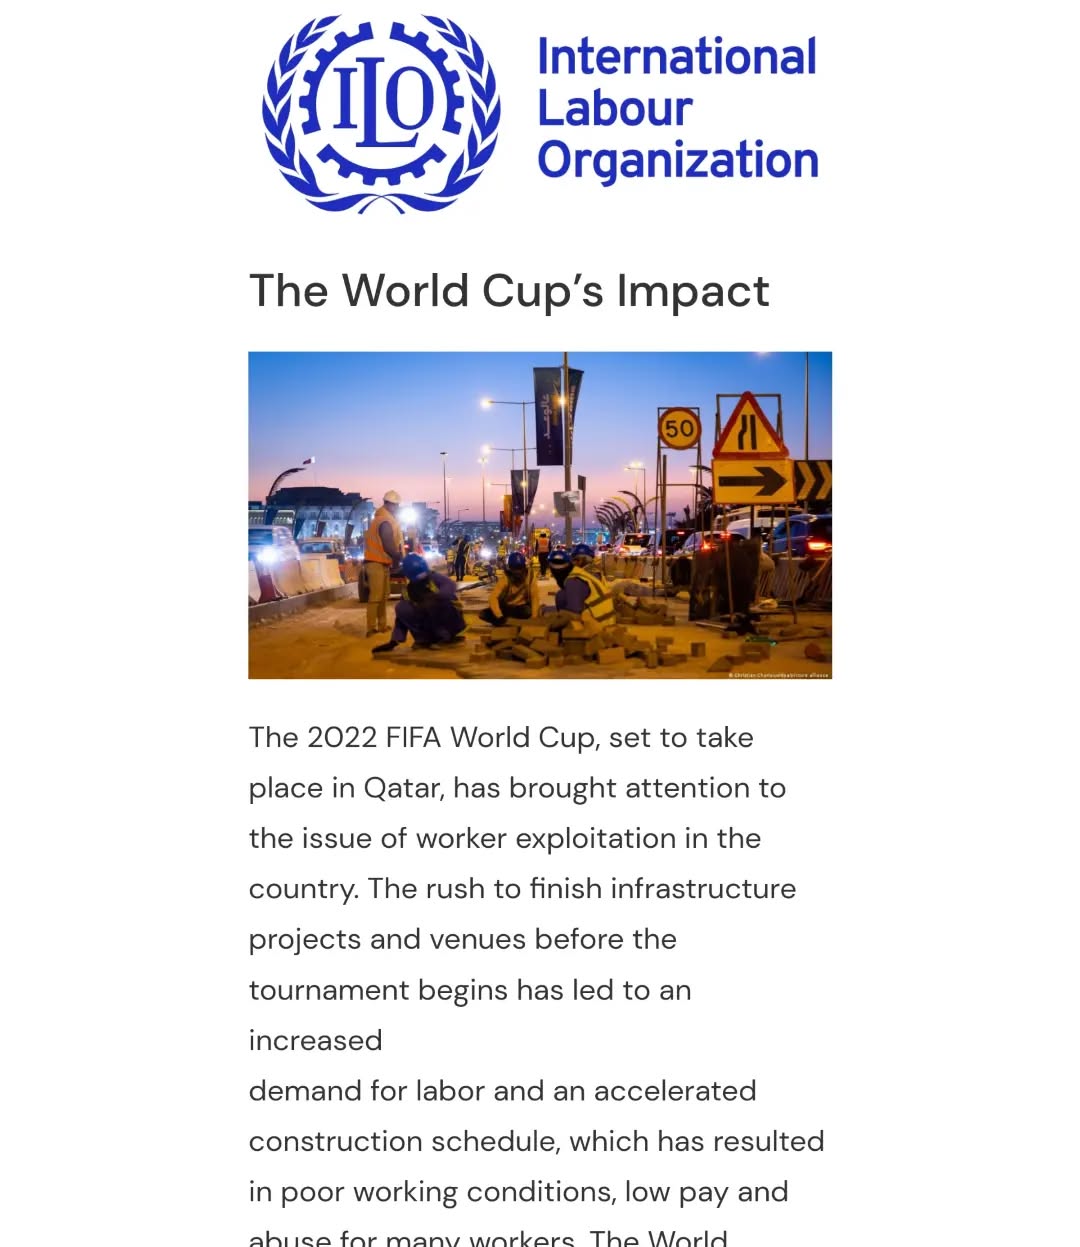 ILO
International
Labour
Organization
The World Cup’s Impact
50
The 2022 FIFA World Cup, set to take
place in Qatar, has brought attention to
the issue of worker exploitation in the
country. The rush to finish infrastructure
projects and venues before the
tournament begins has led to an
increased
demand for labor and an accelerated
construction schedule, which has resulted
in poor working conditions, low pay and
abuse for many workers. The World